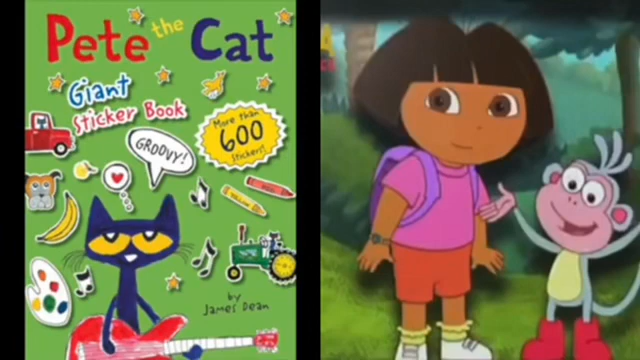 Pete the Cat
Giant
Sticker Book
More than
600
Stickers!
GROOVY!
by
James Dean